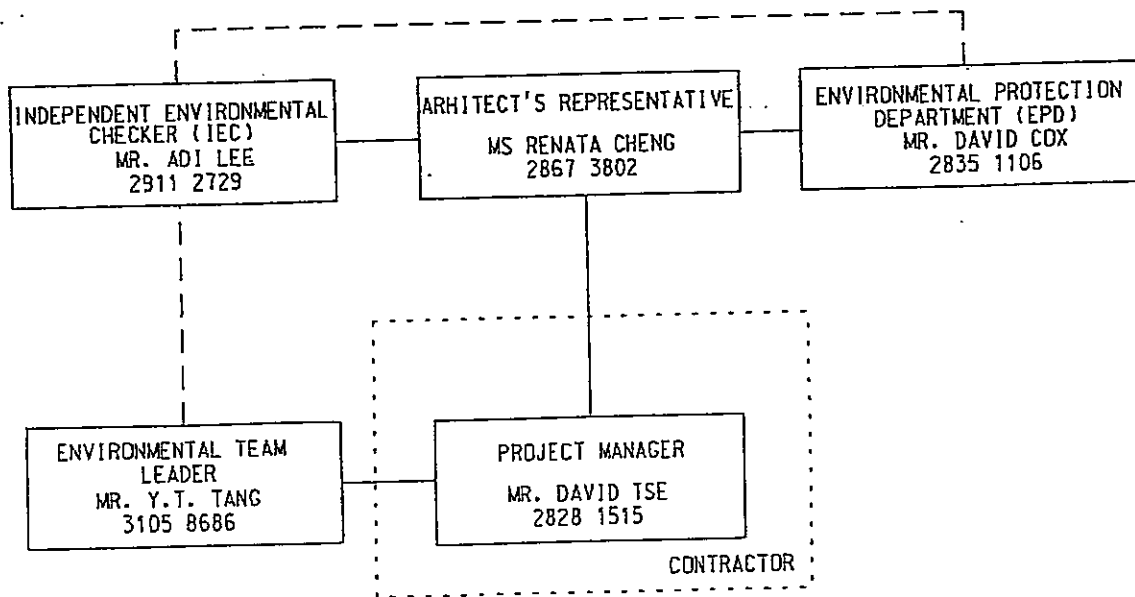 INDEPENDENT ENVIRONMENTAL
CHECKER (IEC)
MR. ADI LEE
2911 2729
ARHITECT'S REPRESENTATIVE
MS RENATA CHENG
2867 3802
ENVIRONMENTAL PROTECTION
DEPARTMENT (EPD)
MR. DAVID COX
2835 1106
ENVIRONMENTAL TEAM
LEADER
MR. Y.T. TANG
3105 8686
PROJECT MANAGER
MR. DAVID TSE
2828 1515
CONTRACTOR